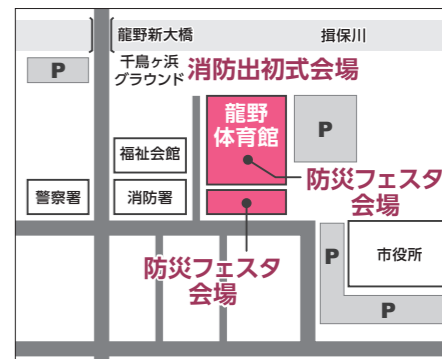 龍野新大橋
揖保川
P
千鳥ヶ浜
グラウンド
消防出初式会場
龍野
体育館
P
福祉会館
防災フェスタ
会場
警察署
消防署
防災フェスタ
会場
P
市役所
P